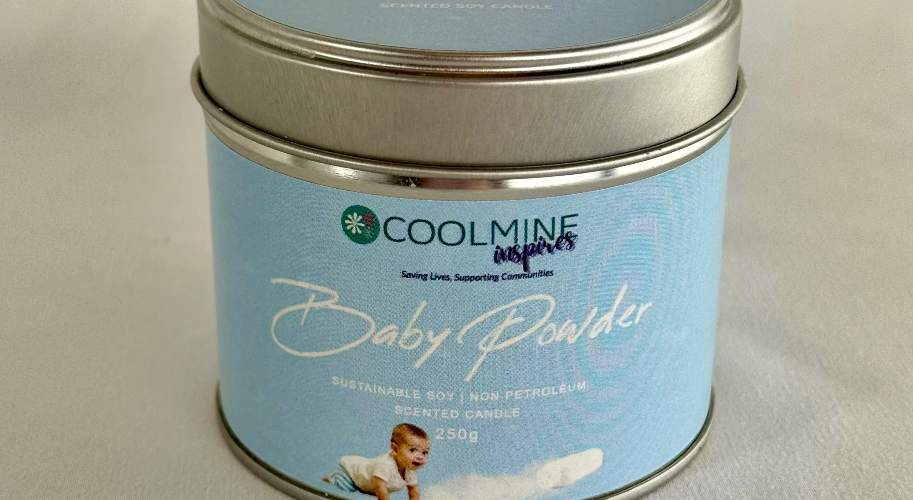 SCENTED SOY CANDLE
COOLMINE
inspires
Saving Lives, Supporting Communities
Baby Powder
SUSTAINABLE SOY | NON PETROLEUM
SCENTED CANDLE
250g